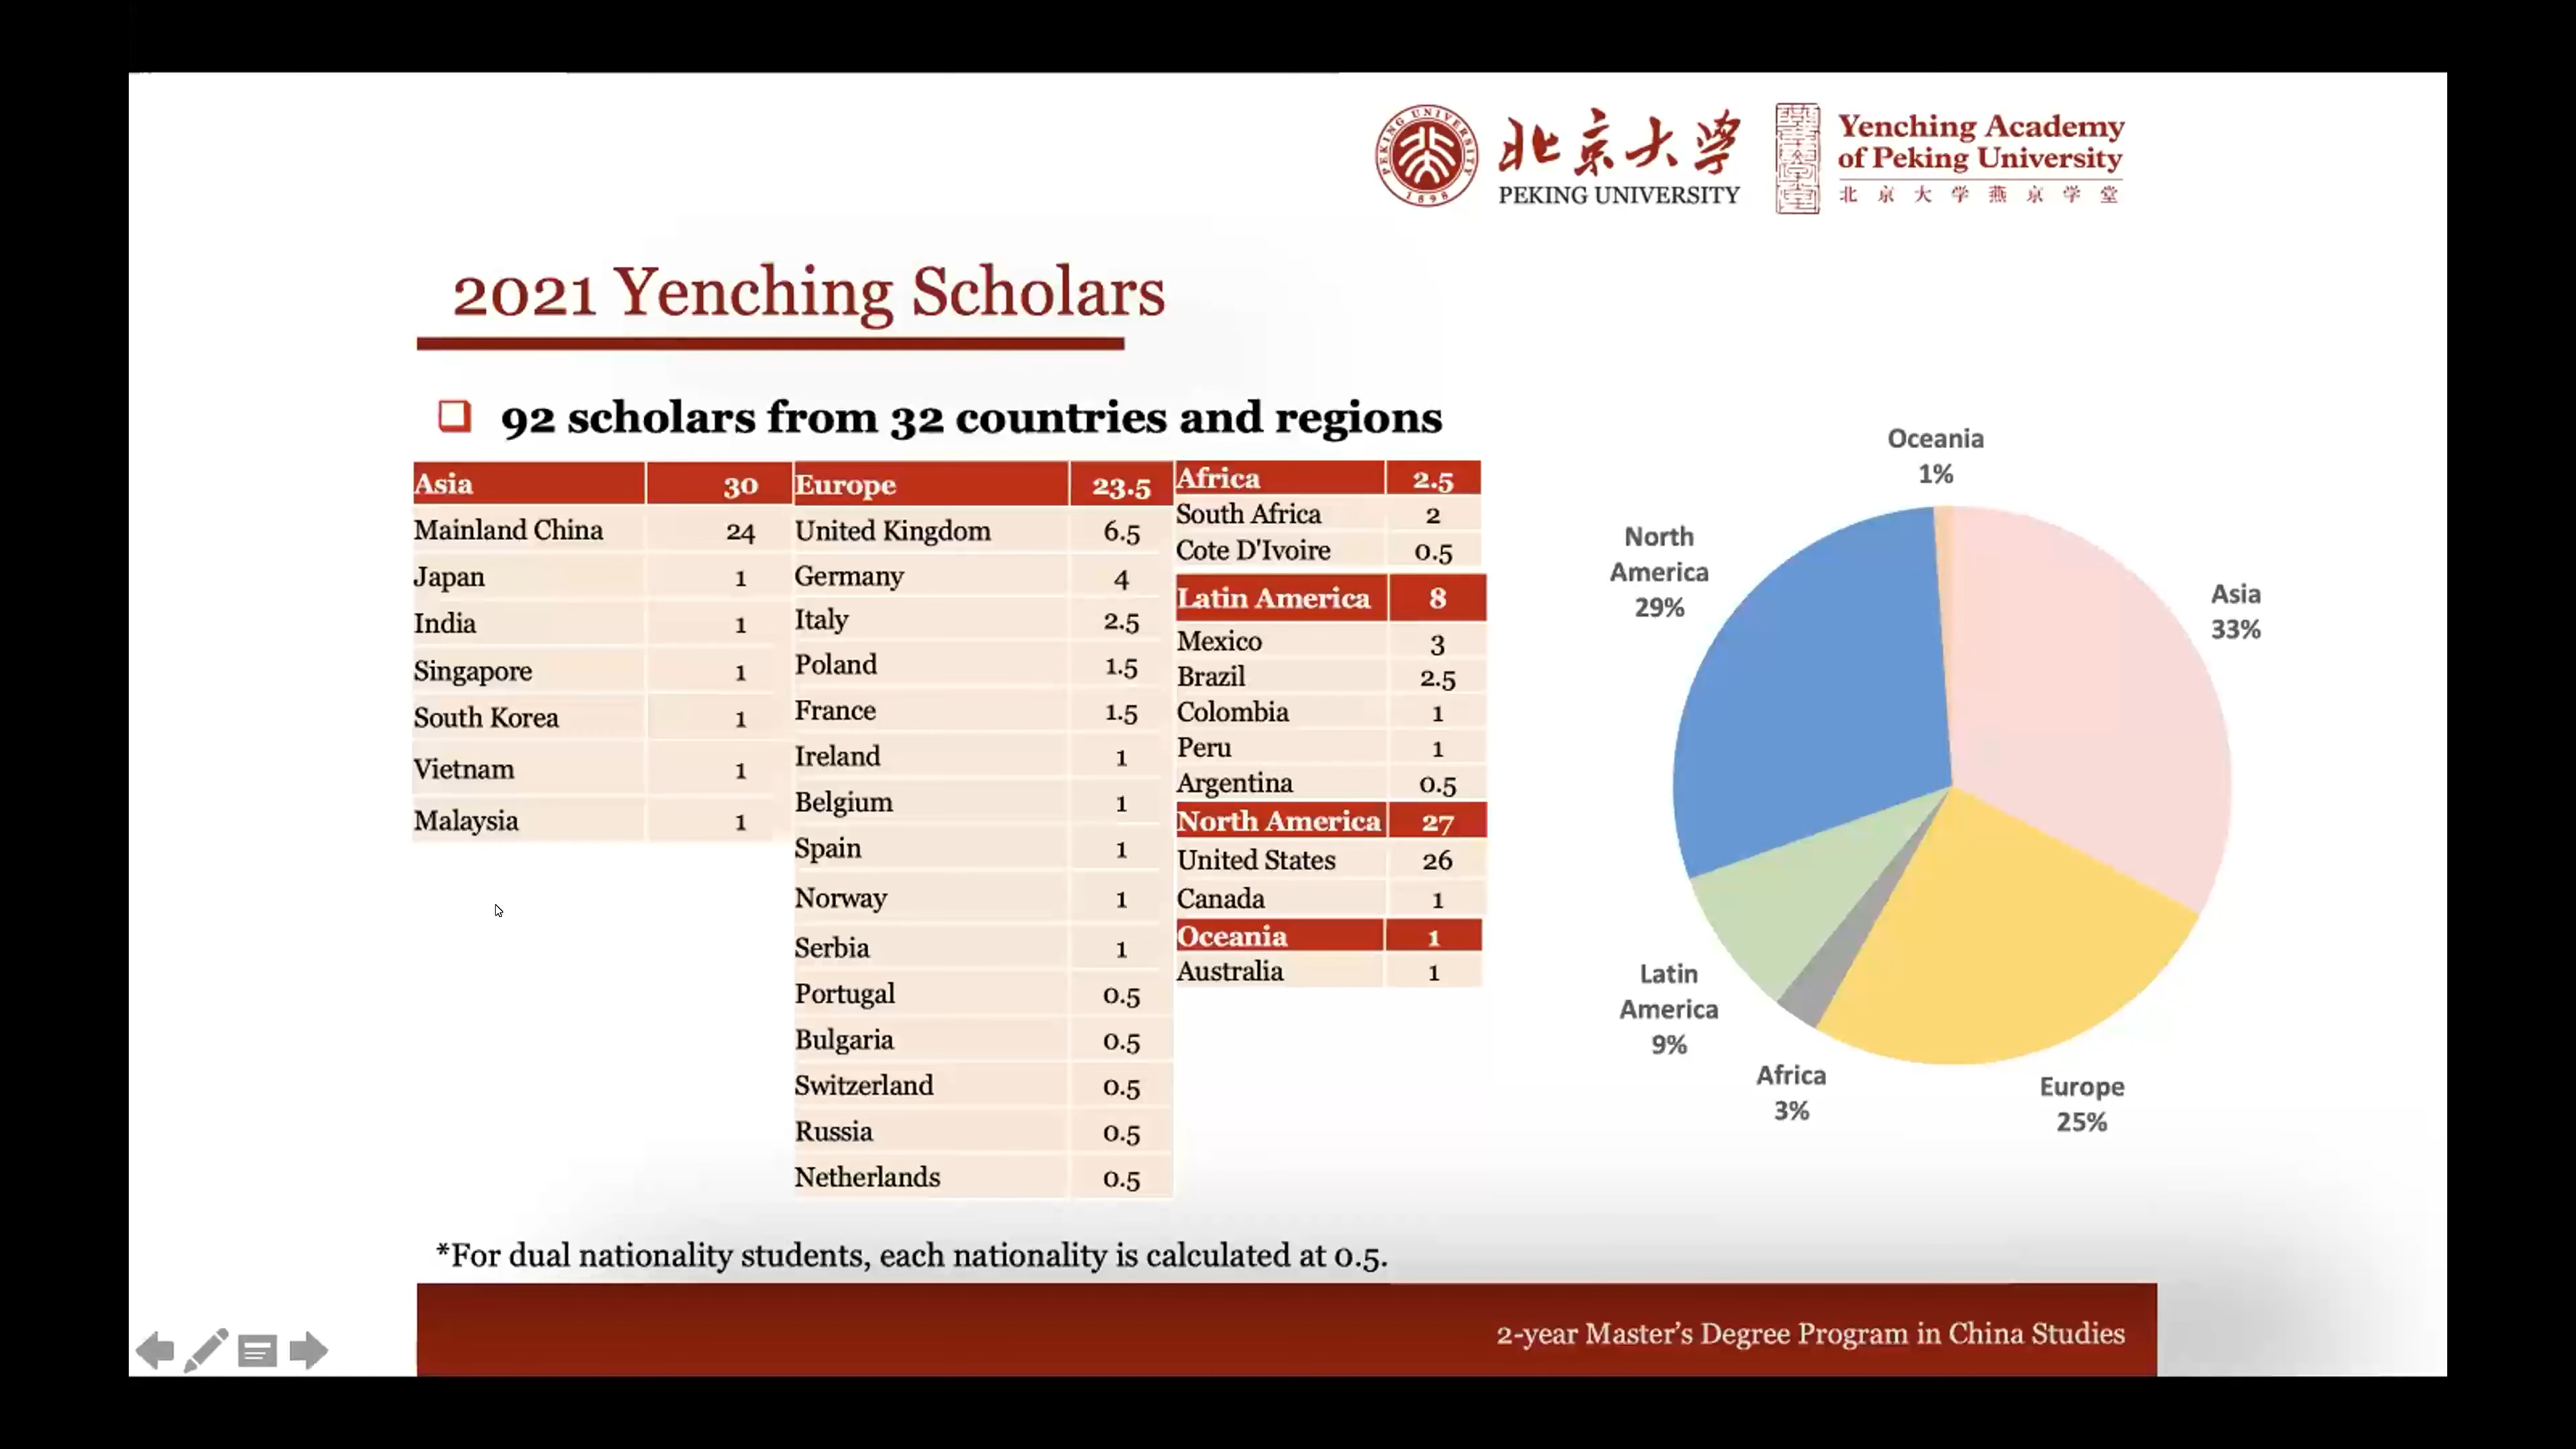 PEKING UNIVERSITY
1898
北京大学
PEKING UNIVERSITY
Yenching Academy
of Peking University
北京大学燕京学堂
2021 Yenching Scholars
92 scholars from 32 countries and regions
Asia 30
Mainland China 24
Japan 1
India 1
Singapore 1
South Korea 1
Vietnam 1
Malaysia 1
Europe 23.5
United Kingdom 6.5
Germany 4
Italy 2.5
Poland 1.5
France 1.5
Ireland 1
Belgium 1
Spain 1
Norway 1
Serbia 1
Portugal 0.5
Bulgaria 0.5
Switzerland 0.5
Russia 0.5
Netherlands 0.5
Africa 2.5
South Africa 2
Cote D'Ivoire 0.5
Latin America 8
Mexico 3
Brazil 2.5
Colombia 1
Peru 1
Argentina 0.5
North America 27
United States 26
Canada 1
Oceania 1
Australia 1
Oceania
1%
North
America
29%
Asia
33%
Latin
America
9%
Africa
3%
Europe
25%
*For dual nationality students, each nationality is calculated at 0.5.
2-year Master’s Degree Program in China Studies